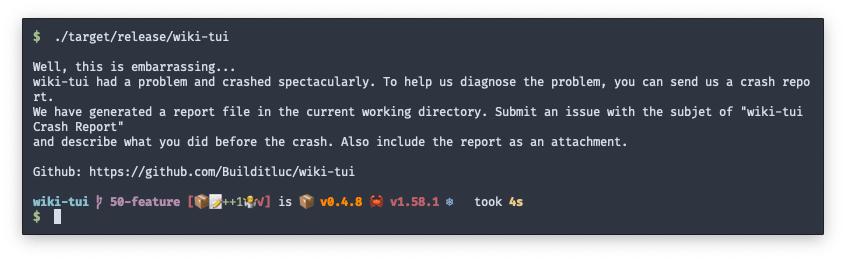 $ ./target/release/wiki-tui
Well, this is embarrassing...
wiki-tui had a problem and crashed spectacularly. To help us diagnose the problem, you can send us a crash repo
rt.
We have generated a report file in the current working directory. Submit an issue with the subjet of "wiki-tui
Crash Report"
and describe what you did before the crash. Also include the report as an attachment.
Github: https://github.com/Builditluc/wiki-tui
wiki-tui 50-feature [📦📝++1🤷√] is 📦 v0.4.8 🦀 v1.58.1 ❄ took 4s
$